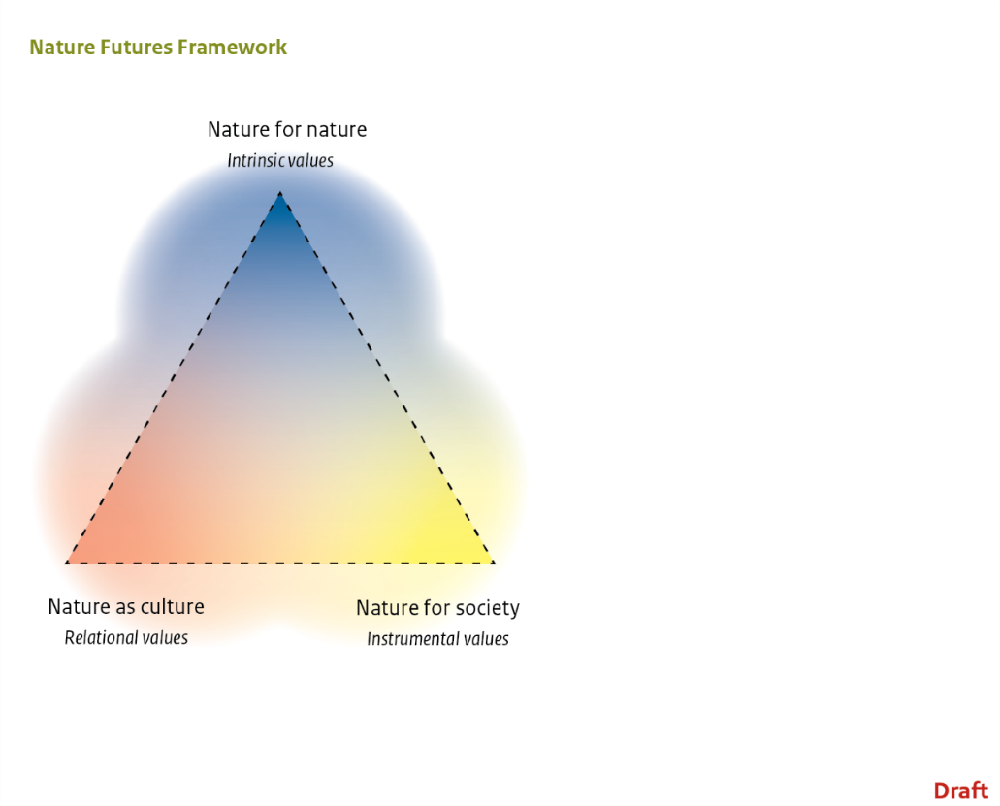 Nature Futures Framework
Nature for nature
Intrinsic values
Nature as culture
Relational values
Nature for society
Instrumental values
Draft